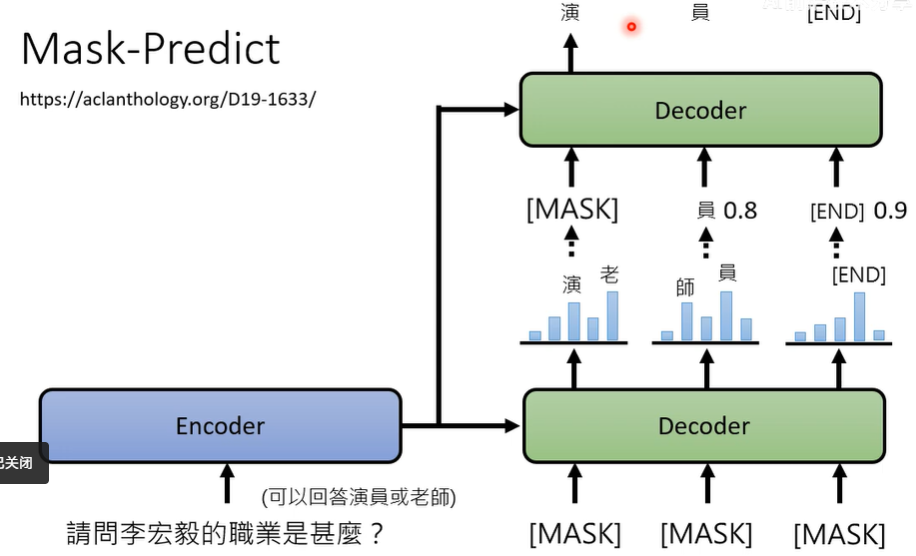 Mask-Predict
https://aclanthology.org/D19-1633/
演 員 [END]
Decoder
[MASK] 員 0.8 [END] 0.9
演 老 師 員 [END]
Encoder
Decoder
已关闭
(可以回答演員或老師)
請問李宏毅的職業是甚麼？
[MASK] [MASK] [MASK]